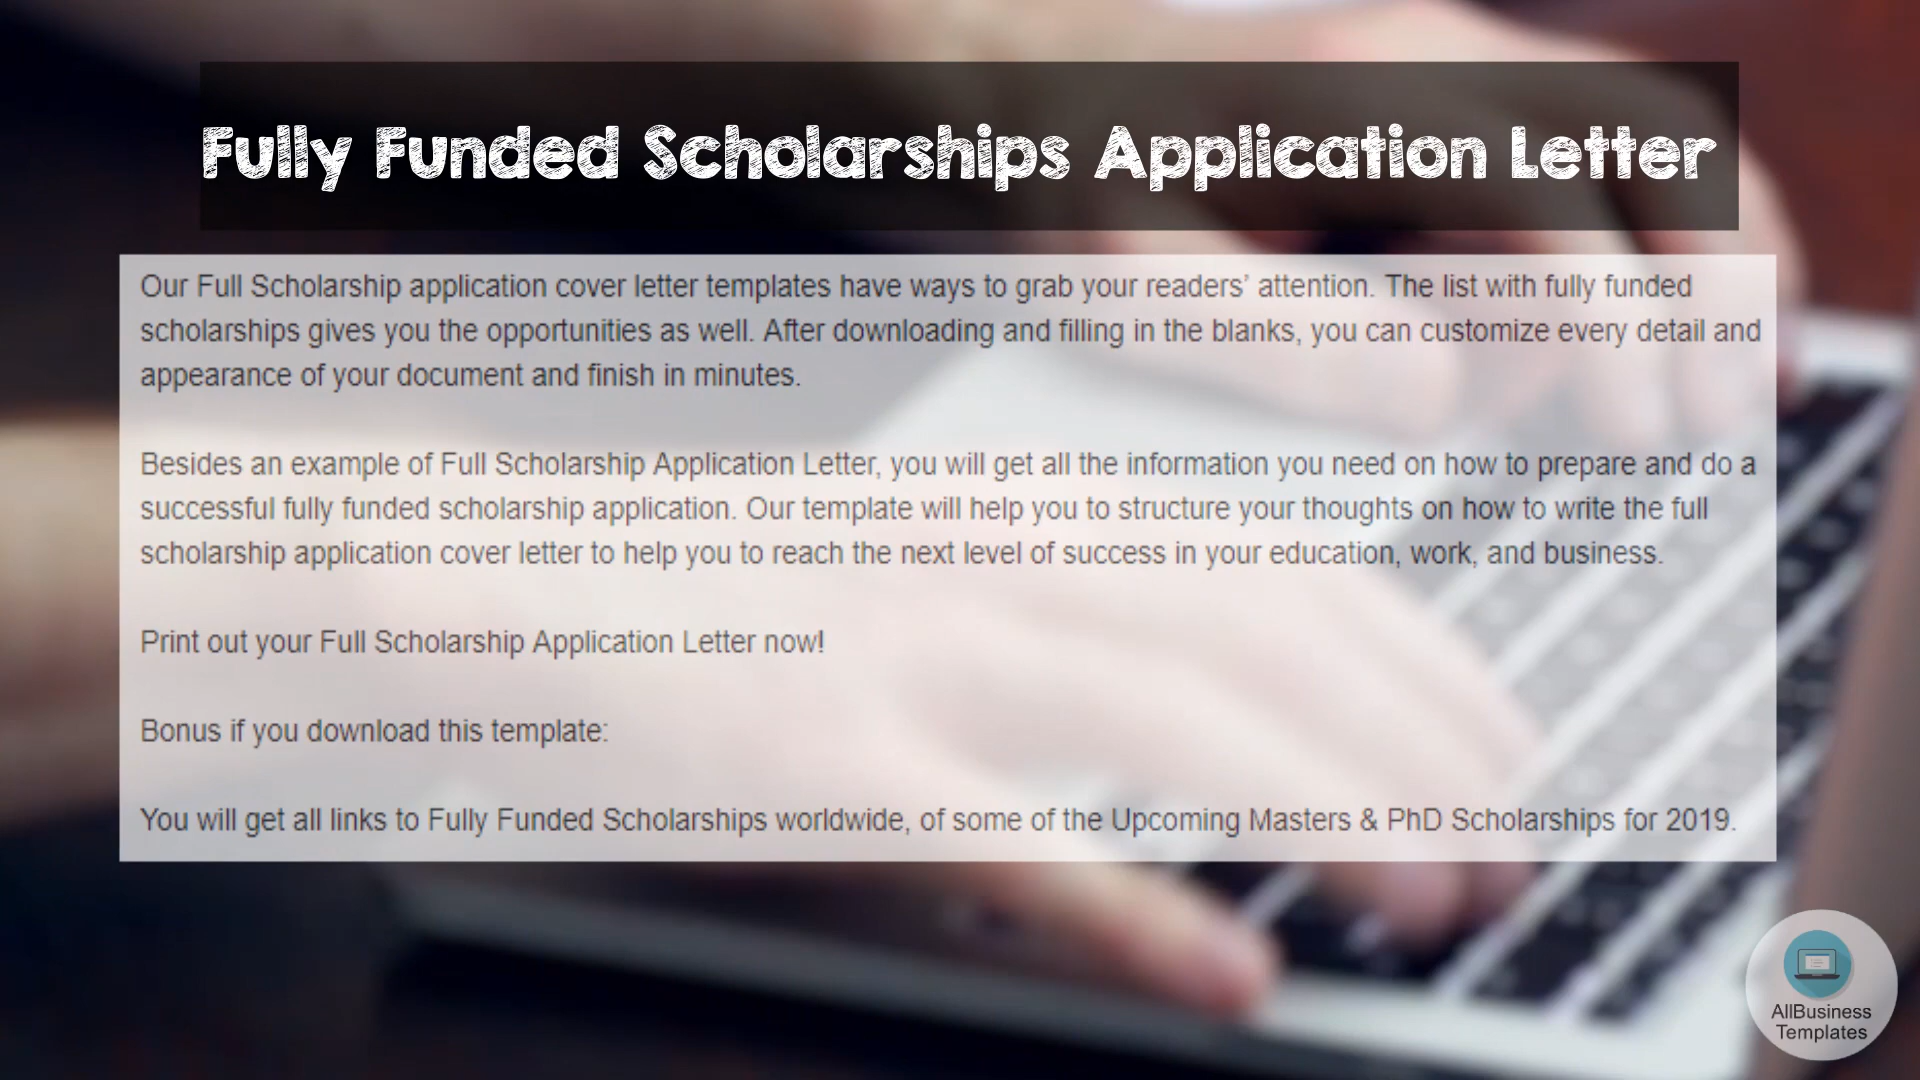 Fully Funded Scholarships Application Letter
Our Full Scholarship application cover letter templates have ways to grab your readers’ attention. The list with fully funded
scholarships gives you the opportunities as well. After downloading and filling in the blanks, you can customize every detail and
appearance of your document and finish in minutes.
Besides an example of Full Scholarship Application Letter, you will get all the information you need on how to prepare and do a
successful fully funded scholarship application. Our template will help you to structure your thoughts on how to write the full
scholarship application cover letter to help you to reach the next level of success in your education, work, and business.
Print out your Full Scholarship Application Letter now!
Bonus if you download this template:
You will get all links to Fully Funded Scholarships worldwide, of some of the Upcoming Masters & PhD Scholarships for 2019.
AllBusiness
Templates